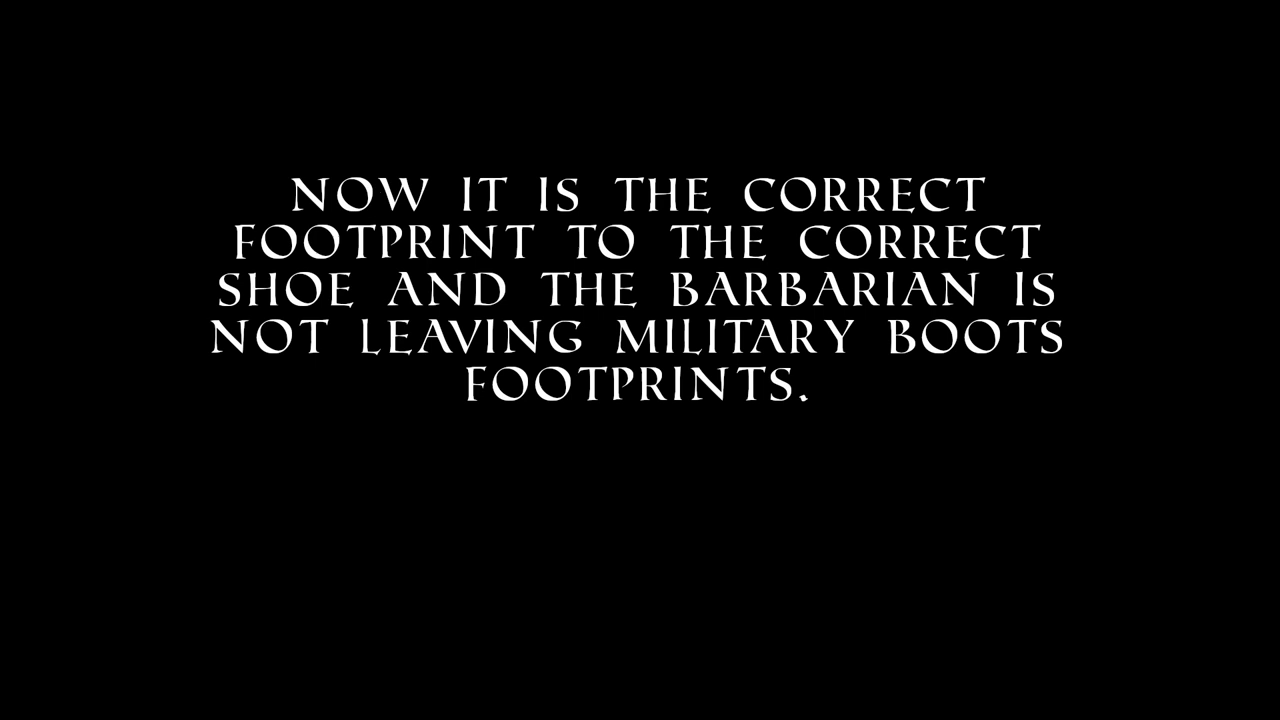 NOW IT IS THE CORRECT
FOOTPRINT TO THE CORRECT
SHOE AND THE BARBARIAN IS
NOT LEAVING MILITARY BOOTS
FOOTPRINTS.